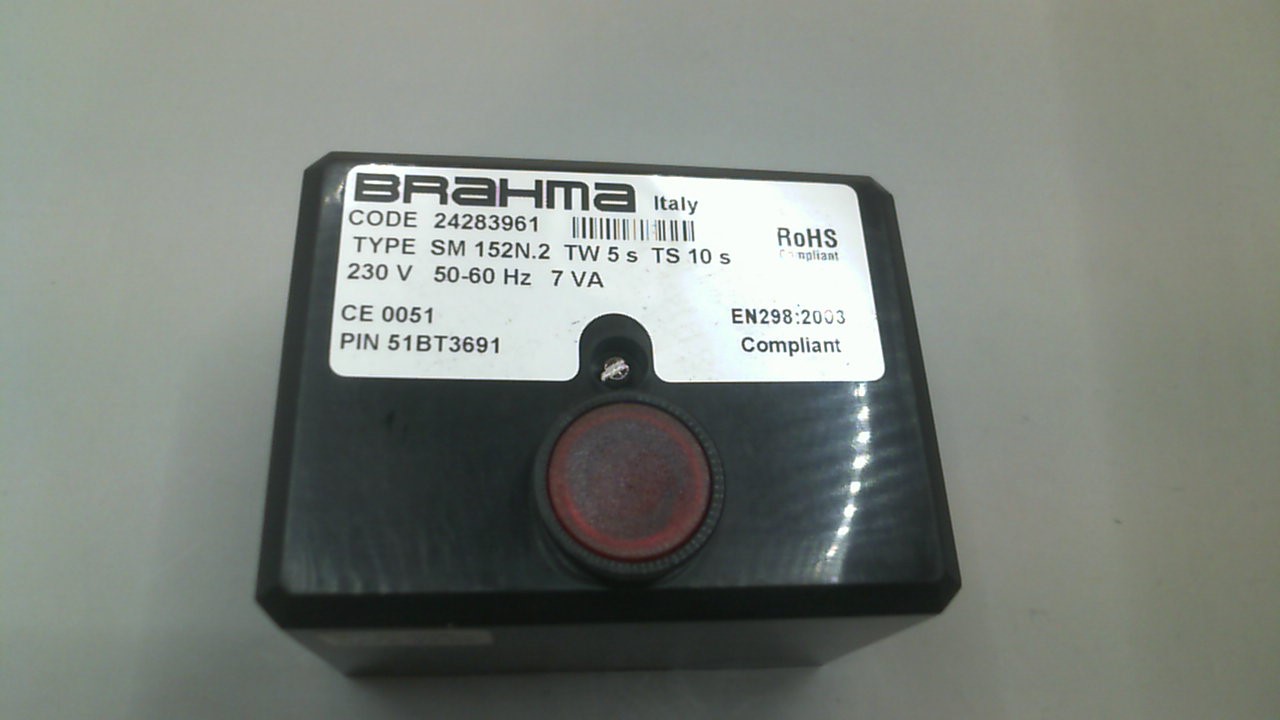 BRAHMA Italy
CODE 24283961
TYPE SM 152N.2 TW 5 s TS 10 s
230 V 50-60 Hz 7 VA
RoHS
Compliant
CE 0051
PIN 51BT3691
EN298:2003
Compliant